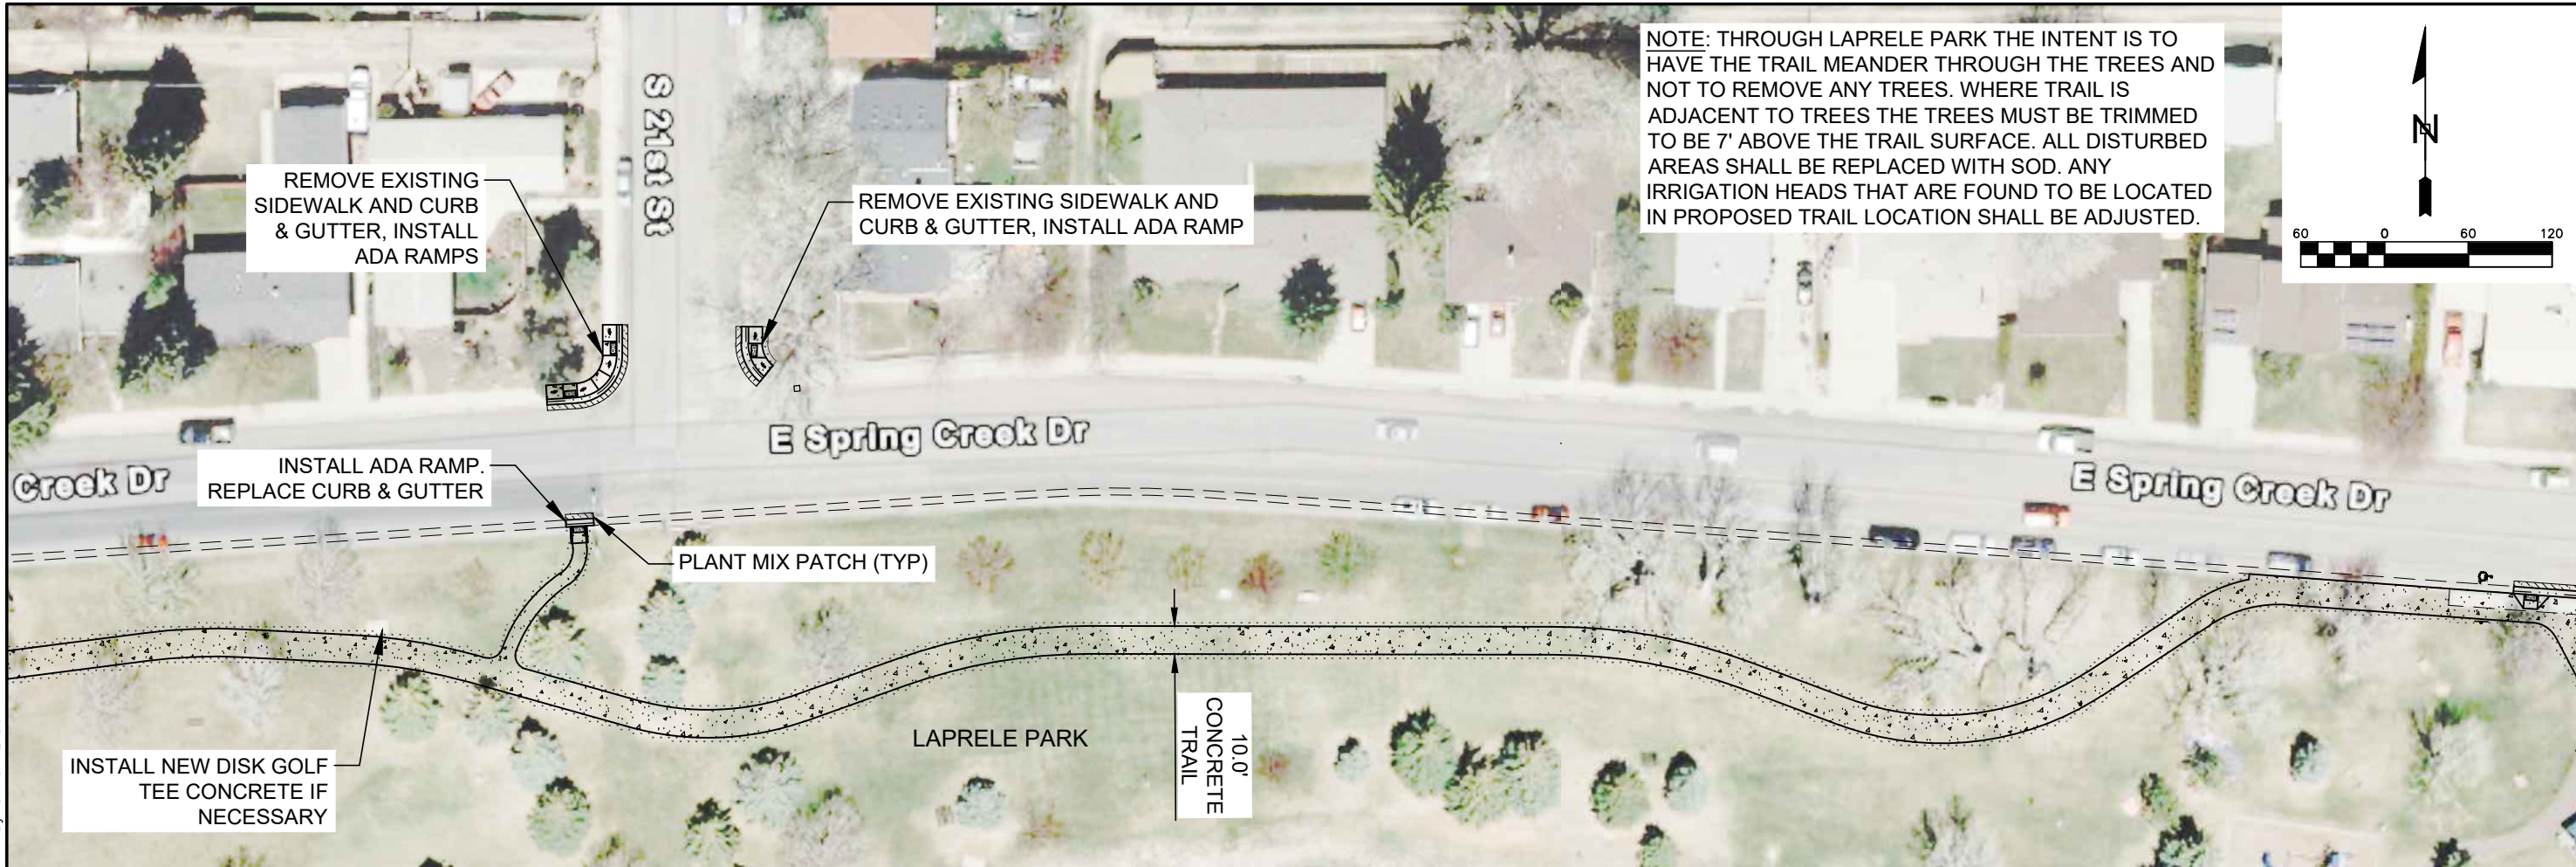 NOTE: THROUGH LAPRELE PARK THE INTENT IS TO
HAVE THE TRAIL MEANDER THROUGH THE TREES AND
NOT TO REMOVE ANY TREES. WHERE TRAIL IS
ADJACENT TO TREES THE TREES MUST BE TRIMMED
TO BE 7' ABOVE THE TRAIL SURFACE. ALL DISTURBED
AREAS SHALL BE REPLACED WITH SOD. ANY
IRRIGATION HEADS THAT ARE FOUND TO BE LOCATED
IN PROPOSED TRAIL LOCATION SHALL BE ADJUSTED.
N
60 0 60 120
S 21st St
REMOVE EXISTING
SIDEWALK AND CURB
& GUTTER, INSTALL
ADA RAMPS
REMOVE EXISTING SIDEWALK AND
CURB & GUTTER, INSTALL ADA RAMP
E Spring Creek Dr
Creek Dr
E Spring Creek Dr
INSTALL ADA RAMP.
REPLACE CURB & GUTTER
PLANT MIX PATCH (TYP)
LAPRELE PARK
10.0'
CONCRETE
TRAIL
INSTALL NEW DISK GOLF
TEE CONCRETE IF
NECESSARY